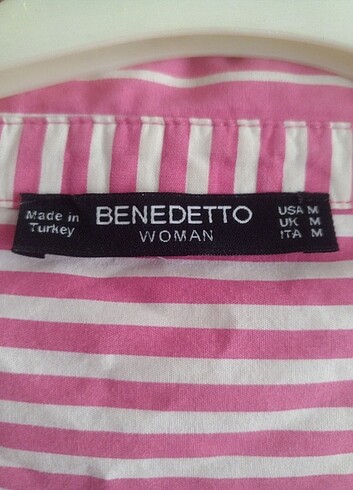 Made in
Turkey
BENEDETTO
WOMAN
USA M
UK M
ITA M